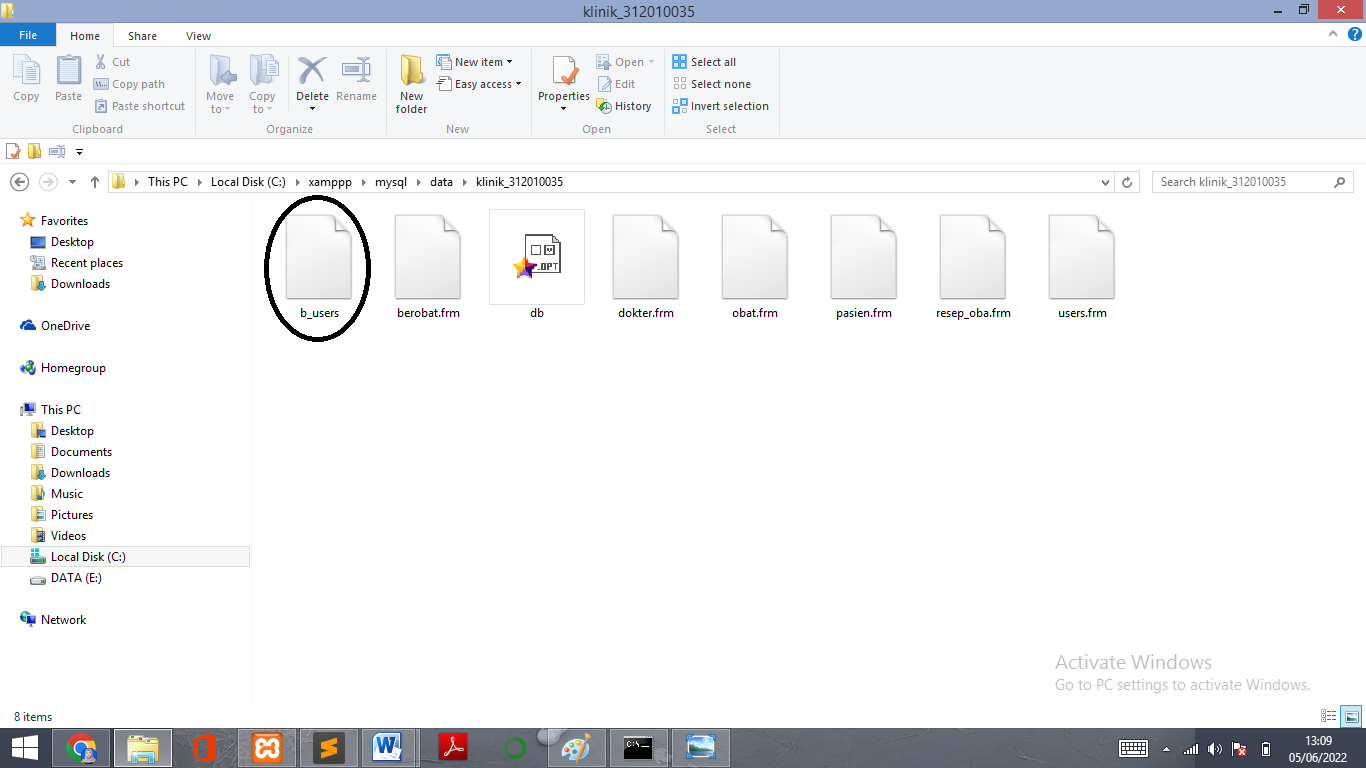 klinik_312010035
File Home Share View
Copy
Paste
Cut
Copy path
Paste shortcut
Clipboard
Move to
Copy to
Delete
Rename
Organize
New folder
New item
Easy access
New
Properties
Open
Edit
History
Open
Select all
Select none
Invert selection
Select
This PC Local Disk (C:) xamppp mysql data klinik_312010035
Search klinik_312010035
Favorites
Desktop
Recent places
Downloads
OneDrive
Homegroup
This PC
Desktop
Documents
Downloads
Music
Pictures
Videos
Local Disk (C:)
DATA (E:)
Network
.OPT
b_users berobat.frm db dokter.frm obat.frm pasien.frm resep_oba.frm users.frm
Activate Windows
Go to PC settings to activate Windows.
8 items
C:\_
13:09
05/06/2022